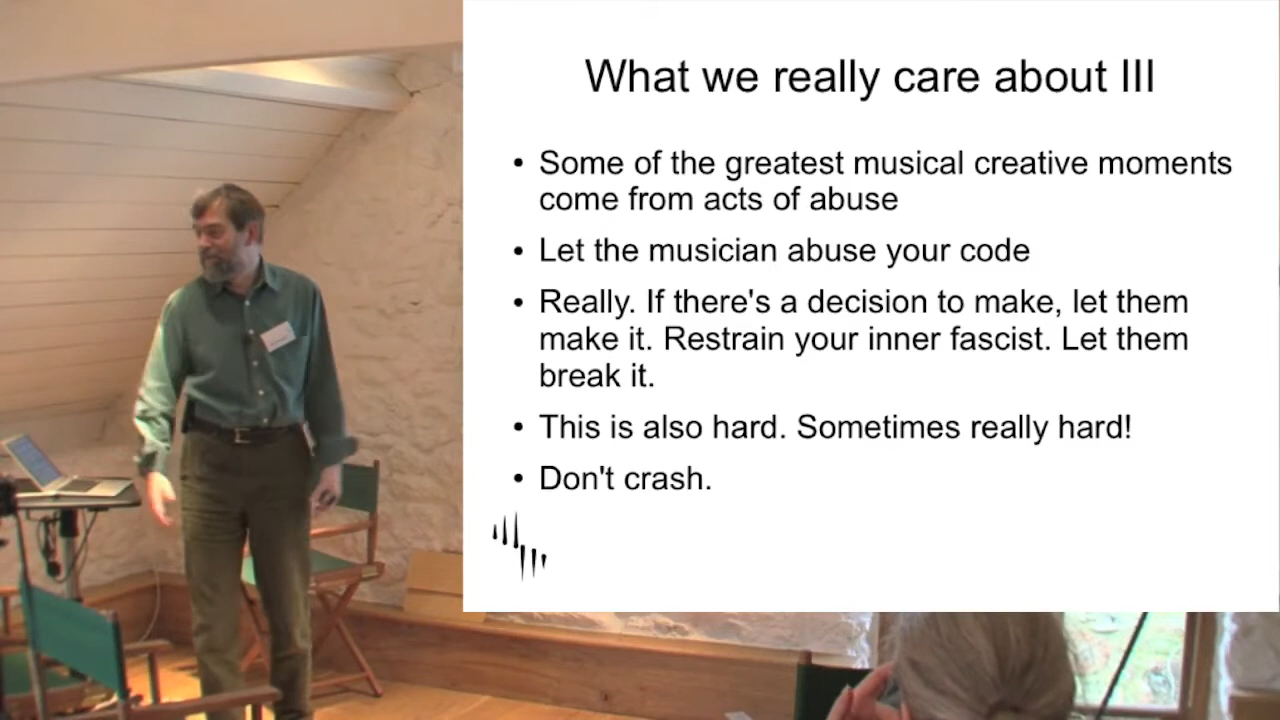 What we really care about III
• Some of the greatest musical creative moments
come from acts of abuse
• Let the musician abuse your code
• Really. If there's a decision to make, let them
make it. Restrain your inner fascist. Let them
break it.
• This is also hard. Sometimes really hard!
• Don't crash.